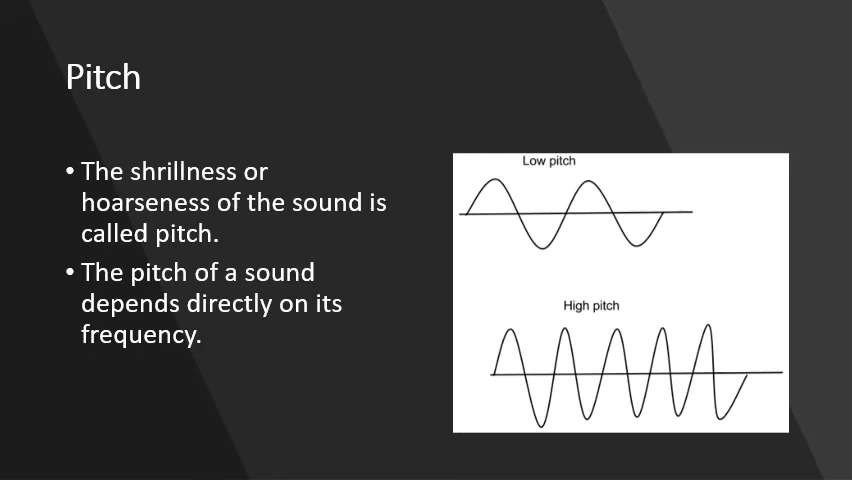 Pitch
• The shrillness or
hoarseness of the sound is
called pitch.
• The pitch of a sound
depends directly on its
frequency.
Low pitch
High pitch